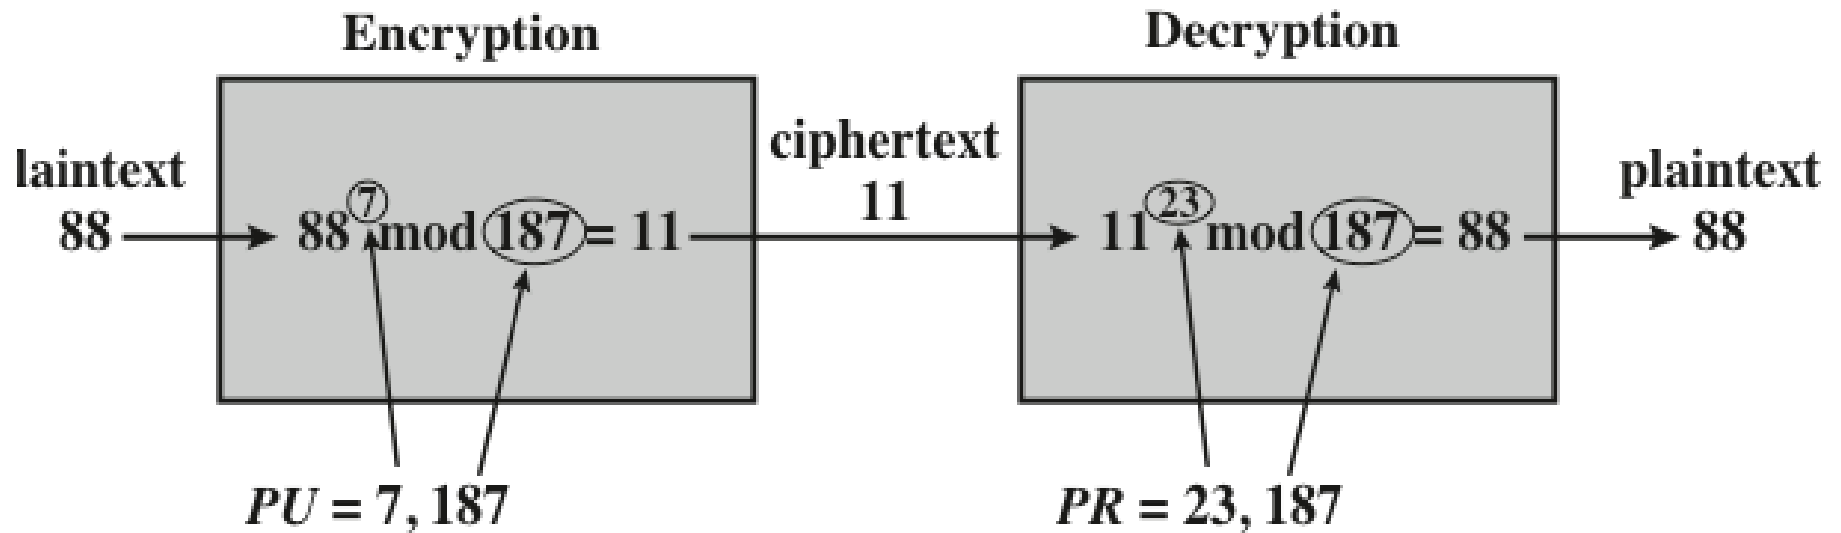 Encryption
Decryption
laintext
88
88^7 mod 187 = 11
ciphertext
11
11^23 mod 187 = 88
plaintext
88
PU = 7, 187
PR = 23, 187